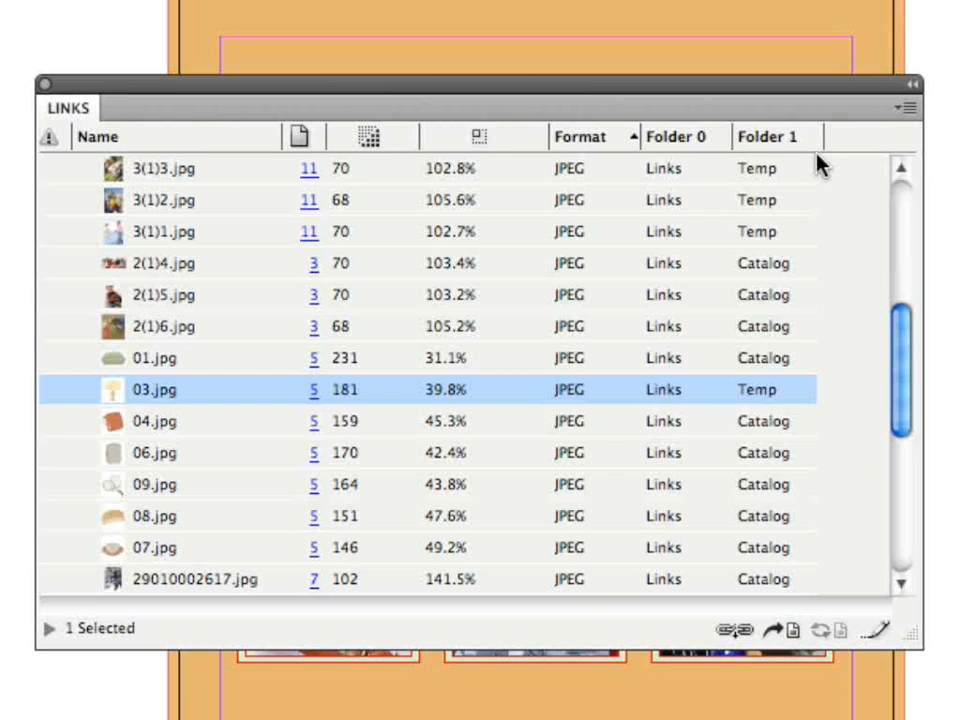 LINKS
Name Format Folder 0 Folder 1
3(1)3.jpg 11 70 102.8% JPEG Links Temp
3(1)2.jpg 11 68 105.6% JPEG Links Temp
3(1)1.jpg 11 70 102.7% JPEG Links Temp
2(1)4.jpg 3 70 103.4% JPEG Links Catalog
2(1)5.jpg 3 70 103.2% JPEG Links Catalog
2(1)6.jpg 3 68 105.2% JPEG Links Catalog
01.jpg 5 231 31.1% JPEG Links Catalog
03.jpg 5 181 39.8% JPEG Links Temp
04.jpg 5 159 45.3% JPEG Links Catalog
06.jpg 5 170 42.4% JPEG Links Catalog
09.jpg 5 164 43.8% JPEG Links Catalog
08.jpg 5 151 47.6% JPEG Links Catalog
07.jpg 5 146 49.2% JPEG Links Catalog
29010002617.jpg 7 102 141.5% JPEG Links Catalog
1 Selected